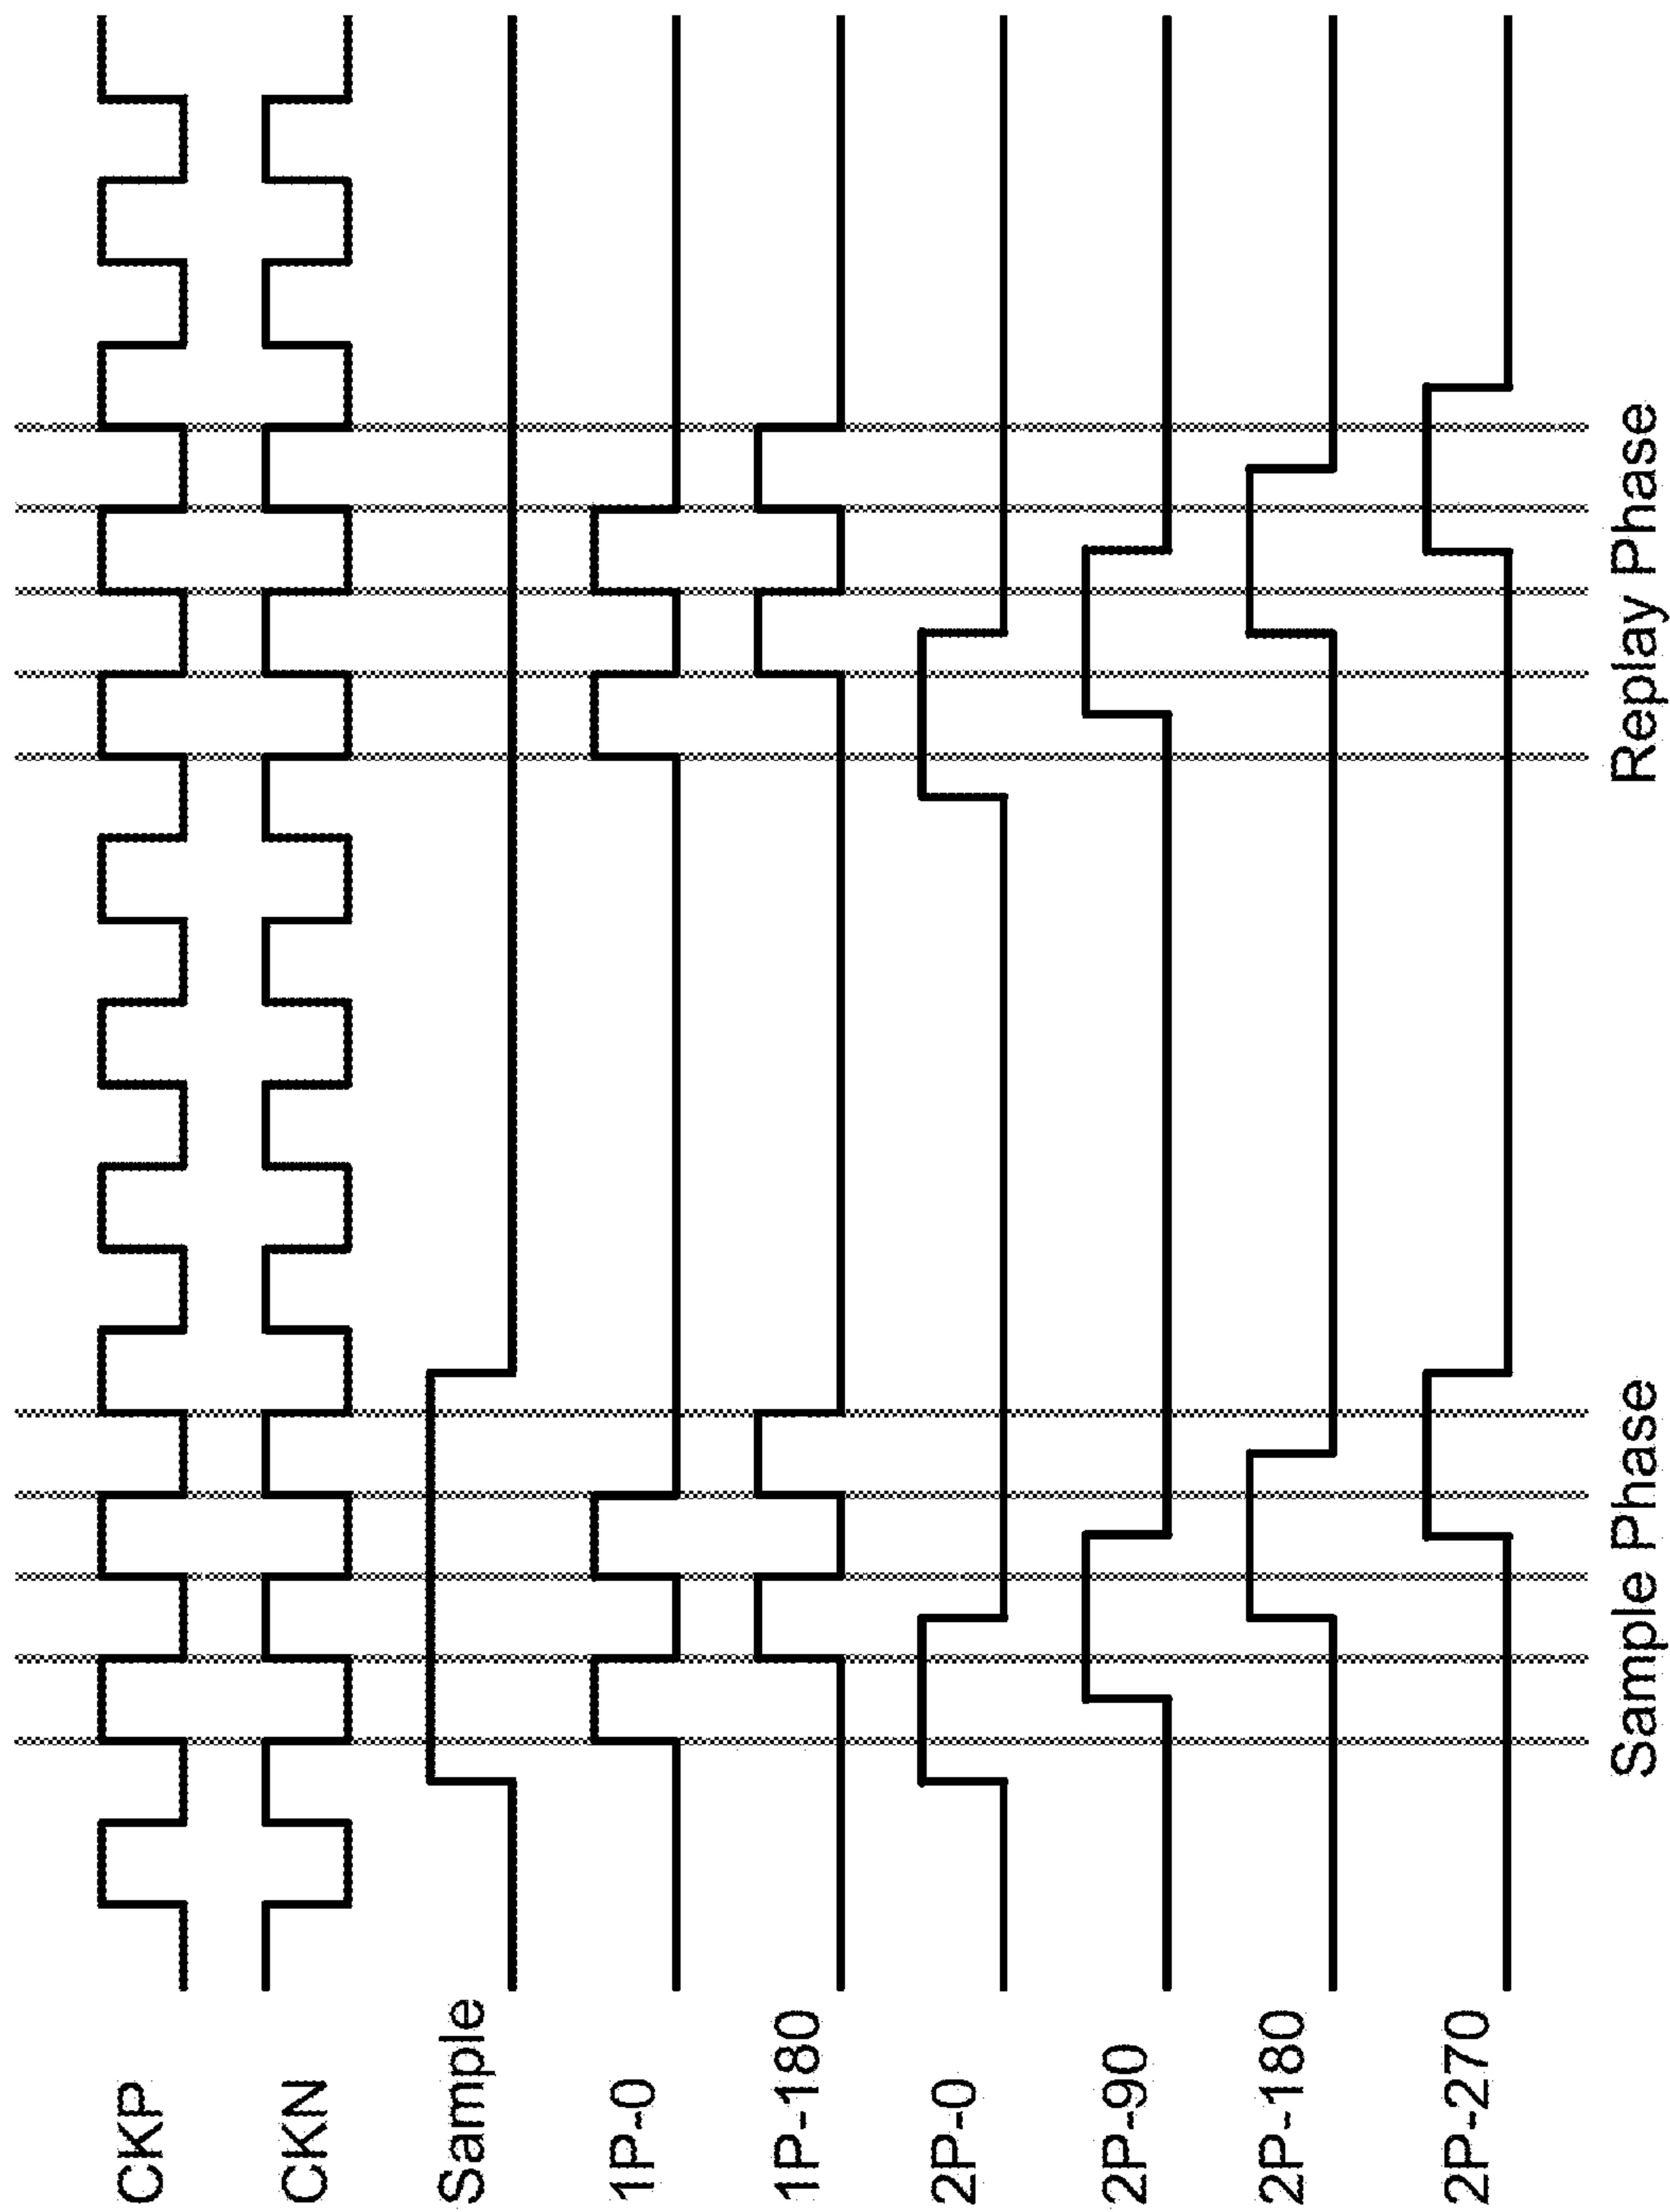 CKP
CKN
Sample
1P-0
1P-180
2P-0
2P-90
2P-180
2P-270
Sample Phase
Replay Phase